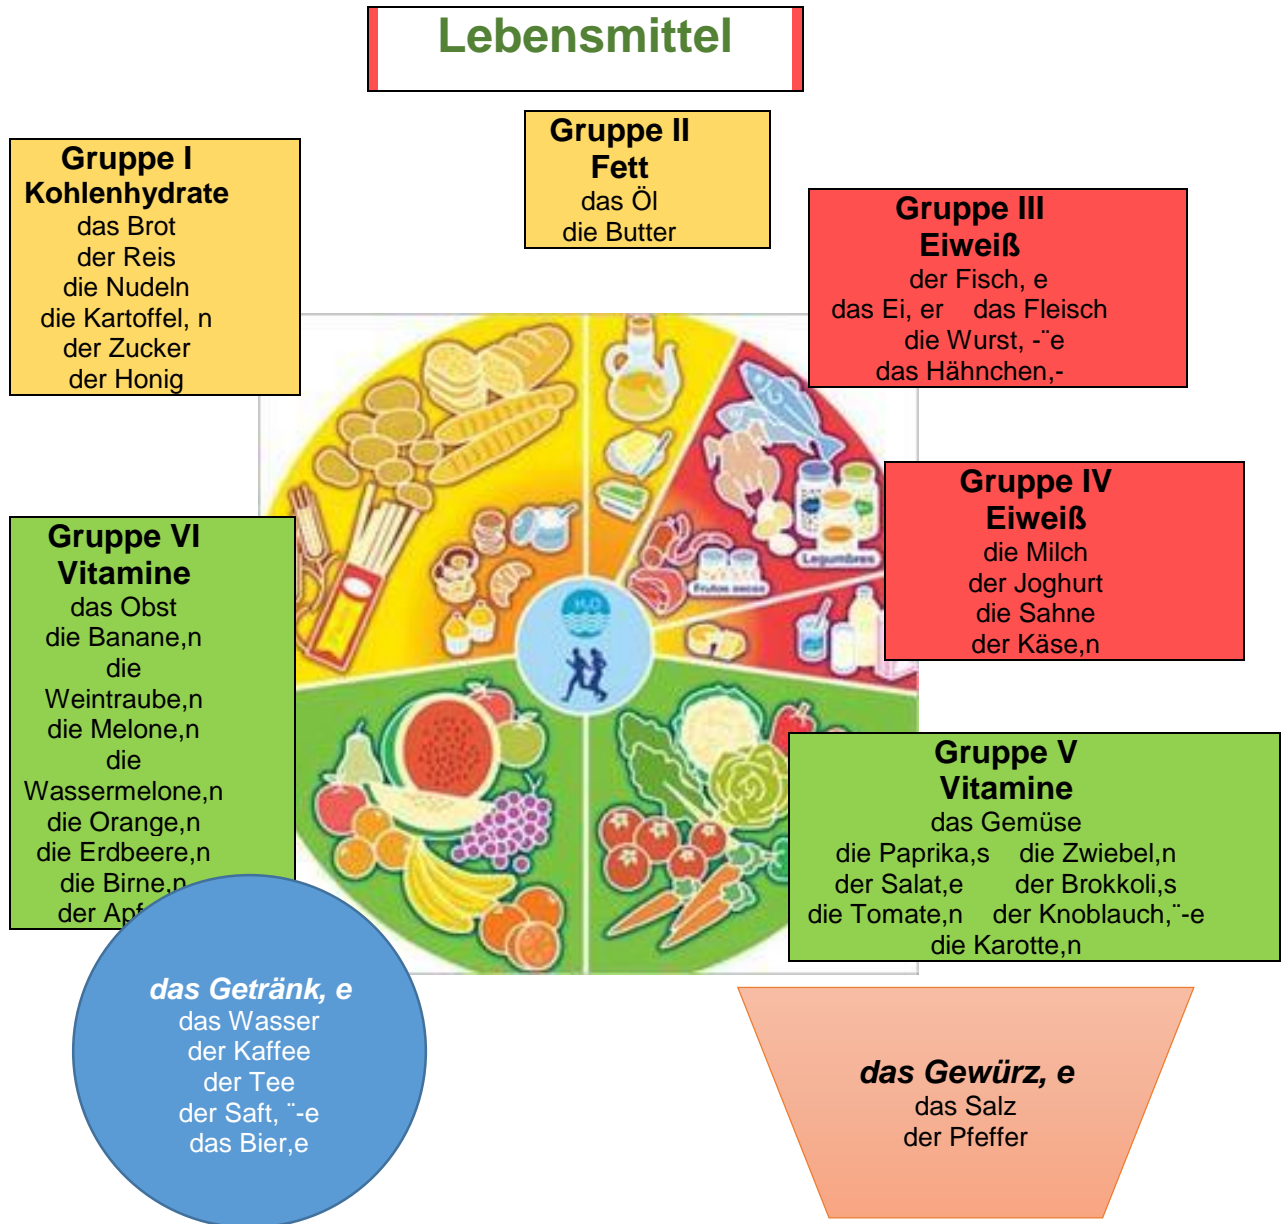 Lebensmittel
Gruppe I
Kohlenhydrate
das Brot
der Reis
die Nudeln
die Kartoffel, n
der Zucker
der Honig
Gruppe II
Fett
das Öl
die Butter
Gruppe III
Eiweiß
der Fisch, e
das Ei, er das Fleisch
die Wurst, -¨e
das Hähnchen,-
Gruppe IV
Eiweiß
die Milch
der Joghurt
die Sahne
der Käse,n
Legumbres
Frutos secos
H₂O
Gruppe VI
Vitamine
das Obst
die Banane,n
die
Weintraube,n
die Melone,n
die
Wassermelone,n
die Orange,n
die Erdbeere,n
die Birne,n
der
Gruppe V
Vitamine
das Gemüse
die Paprika,s die Zwiebel,n
der Salat,e der Brokkoli,s
die Tomate,n der Knoblauch,¨-e
die Karotte,n
das Getränk, e
das Wasser
der Kaffee
der Tee
der Saft, ¨-e
das Bier,e
das Gewürz, e
das Salz
der Pfeffer